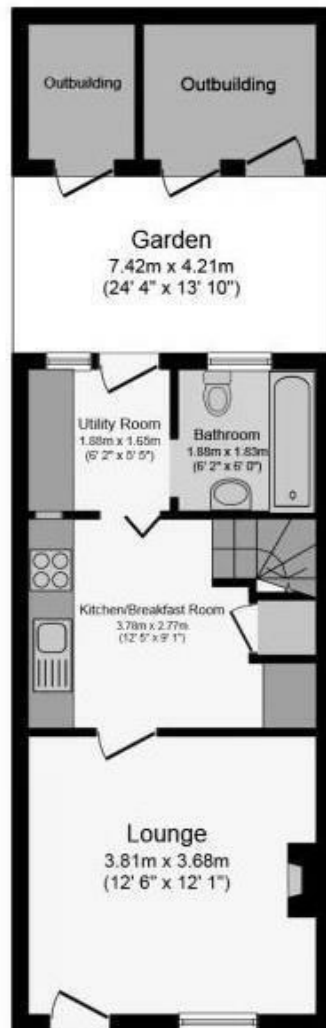 Outbuilding
Outbuilding
Garden
7.42m x 4.21m
(24' 4" x 13' 10")
Utility Room
1.88m x 1.65m
(6' 2" x 5' 5")
Bathroom
1.88m x 1.83m
(6' 2" x 6' 0")
Kitchen/Breakfast Room
3.78m x 2.77m
(12' 5" x 9' 1")
Lounge
3.81m x 3.68m
(12' 6" x 12' 1")